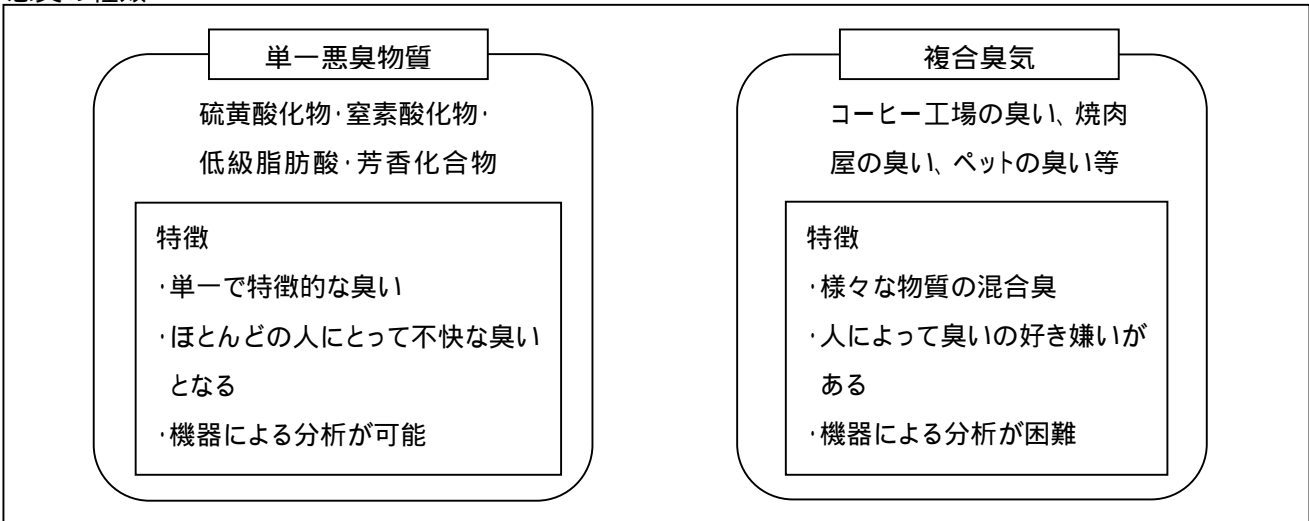 単一悪臭物質
硫黄酸化物・窒素酸化物・
低級脂肪酸・芳香化合物
特徴
・単一で特徴的な臭い
・ほとんどの人にとって不快な臭い
となる
・機器による分析が可能
複合臭気
コーヒー工場の臭い、焼肉
屋の臭い、ペットの臭い等
特徴
・様々な物質の混合臭
・人によって臭いの好き嫌いが
ある
・機器による分析が困難